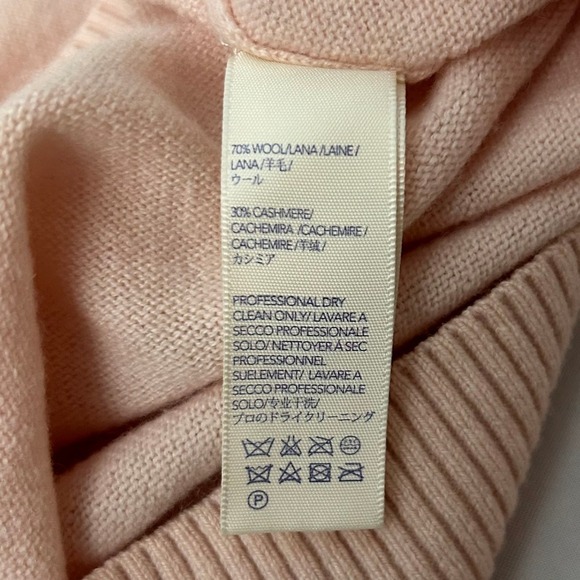 70% WOOL/LANA /LAINE/
LANA/羊毛/
ウール
30% CASHMERE/
CACHEMIRA /CACHEMIRE/
CACHEMIRE/羊绒/
カシミア
PROFESSIONAL DRY
CLEAN ONLY/ LAVARE A
SECCO PROFESSIONALE
SOLO/ NETTOYER À SEC
PROFESSIONNEL
SUELEMENT/ LAVARE A
SECCO PROFESSIONALE
SOLO/专业干洗/
プロのドライクリーニング
P